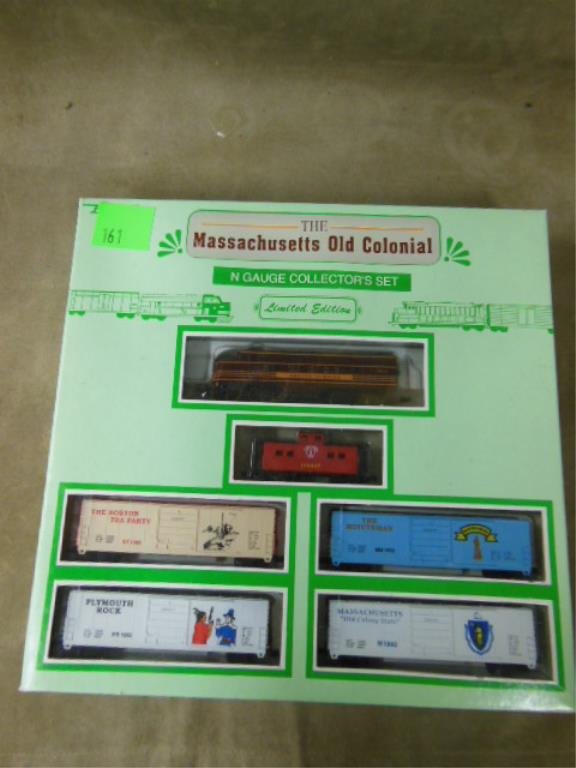 161
THE
Massachusetts Old Colonial
N GAUGE COLLECTOR'S SET
Limited Edition
THE BOSTON
TEA PARTY
THE
MINUTEMAN
PLYMOUTH
ROCK
MASSACHUSETTS
"Old Colony State"